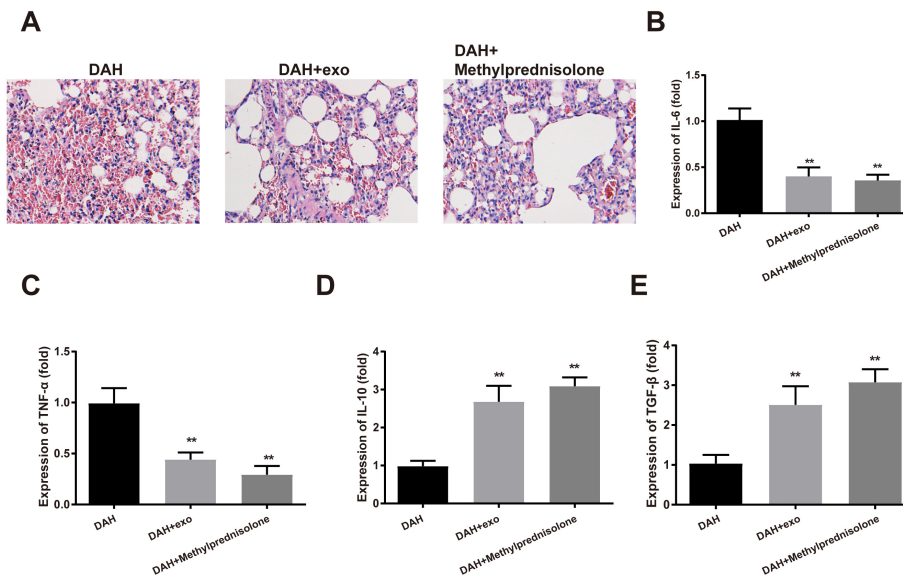 A
DAH
DAH+exo
DAH+
Methylprednisolone
B
Expression of IL-6 (fold)
1.5
1.0
0.5
0.0
**
**
DAH
DAH+exo
DAH+Methylprednisolone
C
Expression of TNF-α (fold)
1.5
1.0
0.5
0.0
**
**
DAH
DAH+exo
DAH+Methylprednisolone
D
Expression of IL-10 (fold)
4
3
2
1
0
**
**
DAH
DAH+exo
DAH+Methylprednisolone
E
Expression of TGF-β (fold)
4
3
2
1
0
**
**
DAH
DAH+exo
DAH+Methylprednisolone